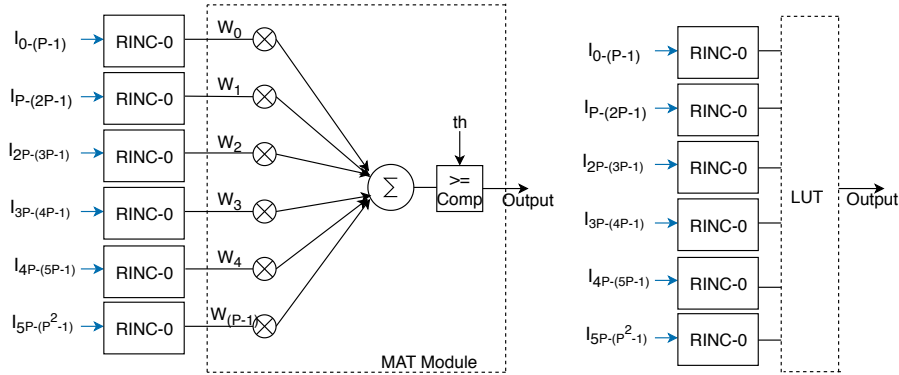 I0-(P-1) RINC-0 W0
IP-(2P-1) RINC-0 W1
I2P-(3P-1) RINC-0 W2
I3P-(4P-1) RINC-0 W3
I4P-(5P-1) RINC-0 W4
I5P-(P²-1) RINC-0 W(P-1)
Σ
th
>=
Comp
Output
MAT Module
I0-(P-1) RINC-0
IP-(2P-1) RINC-0
I2P-(3P-1) RINC-0
I3P-(4P-1) RINC-0
I4P-(5P-1) RINC-0
I5P-(P²-1) RINC-0
LUT
Output